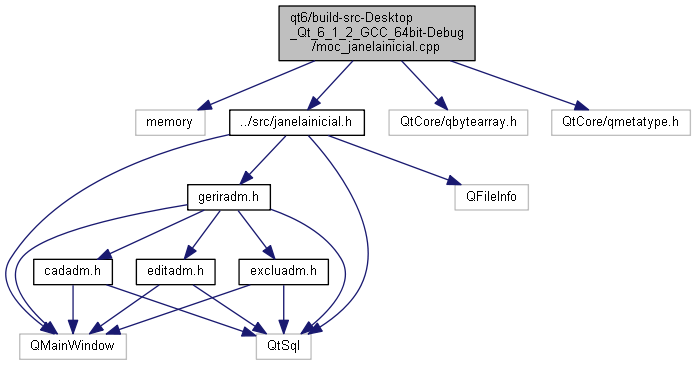 qt6/build-src-Desktop
_Qt_6_1_2_GCC_64bit-Debug
/moc_janelainicial.cpp
memory
../src/janelainicial.h
QtCore/qbytearray.h
QtCore/qmetatype.h
geriradm.h
QFileInfo
cadadm.h
editadm.h
excluadm.h
QMainWindow
QtSql